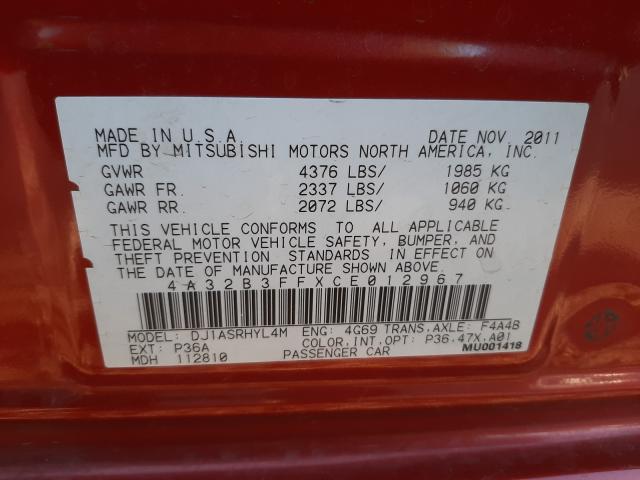 MADE IN U.S.A. DATE NOV. 2011
MFD BY MITSUBISHI MOTORS NORTH AMERICA, INC.
GVWR 4376 LBS/ 1985 KG
GAWR FR. 2337 LBS/ 1060 KG
GAWR RR. 2072 LBS/ 940 KG.
THIS VEHICLE CONFORMS TO ALL APPLICABLE
FEDERAL MOTOR VEHICLE SAFETY, BUMPER, AND
THEFT PREVENTION STANDARDS IN EFFECT ON
THE DATE OF MANUFACTURE SHOWN ABOVE.
4A32B3FFXCE012967
MODEL: DJ1ASRHYL4M ENG: 4G69 TRANS,AXLE: F4A4B
EXT: P36A COLOR,INT,OPT: P36,47X,A01
MDH 112810 PASSENGER CAR MU001418